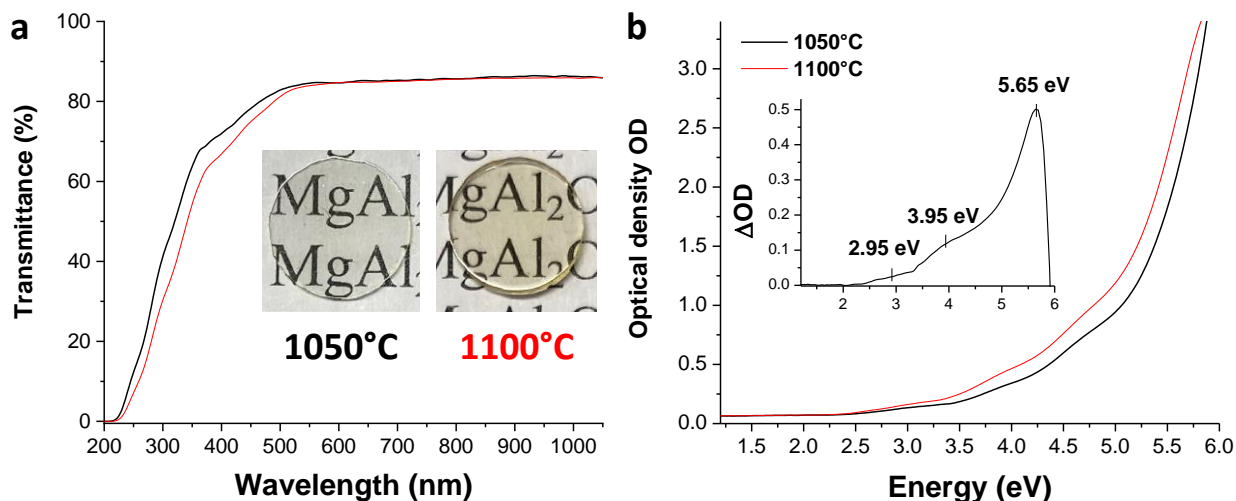 a
Transmittance (%)
100
80
60
40
20
0
200 300 400 500 600 700 800 900 1000
Wavelength (nm)
MgAl₂
MgAl
MgAl₂O
MgAl₂O
1050°C
1100°C
b
Optical density OD
3.0
2.5
2.0
1.5
1.0
0.5
0.0
1.5 2.0 2.5 3.0 3.5 4.0 4.5 5.0 5.5 6.0
Energy (eV)
1050°C
1100°C
ΔOD
0.5
0.4
0.3
0.2
0.1
0.0
2 3 4 5 6
2.95 eV
3.95 eV
5.65 eV